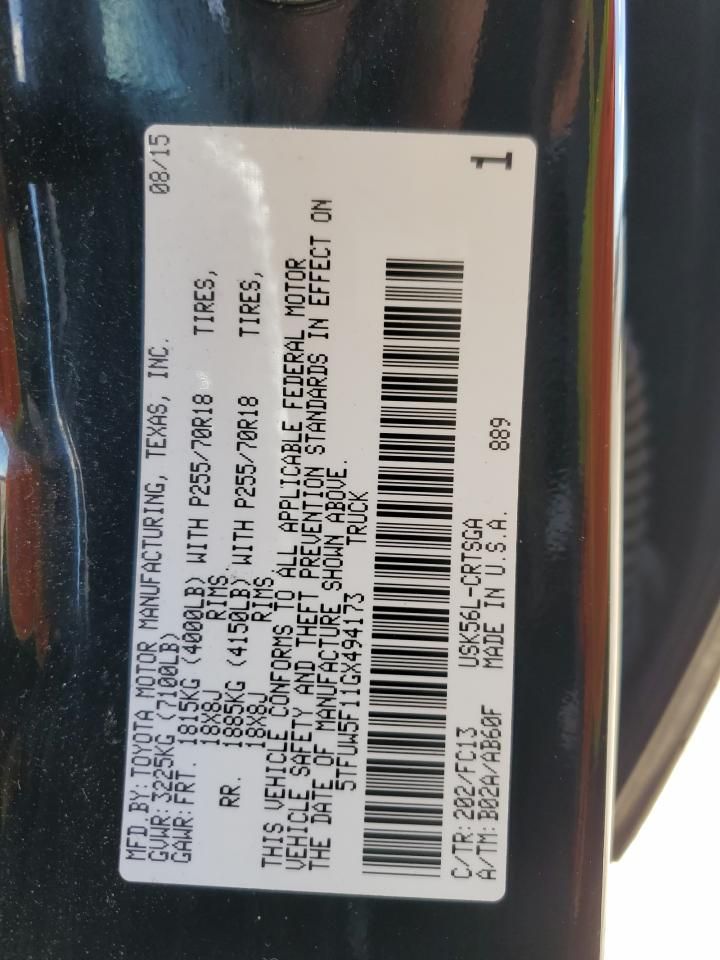 MFD.BY: TOYOTA MOTOR MANUFACTURING, TEXAS, INC. 08/15
GVWR: 3225KG (7100LB)
GAWR: FRT. 1815KG (4000LB) WITH P255/70R18 TIRES,
18X8J RIMS
RR. 1885KG (4150LB) WITH P255/70R18 TIRES,
18X8J RIMS
THIS VEHICLE CONFORMS TO ALL APPLICABLE FEDERAL MOTOR
VEHICLE SAFETY AND THEFT PREVENTION STANDARDS IN EFFECT ON
THE DATE OF MANUFACTURE SHOWN ABOVE.
5TFUW5F11GX494173 TRUCK
C/TR: 202/FC13 USK56L-CRTSGA
A/TM: B02A/AB60F MADE IN U.S.A. 889 1